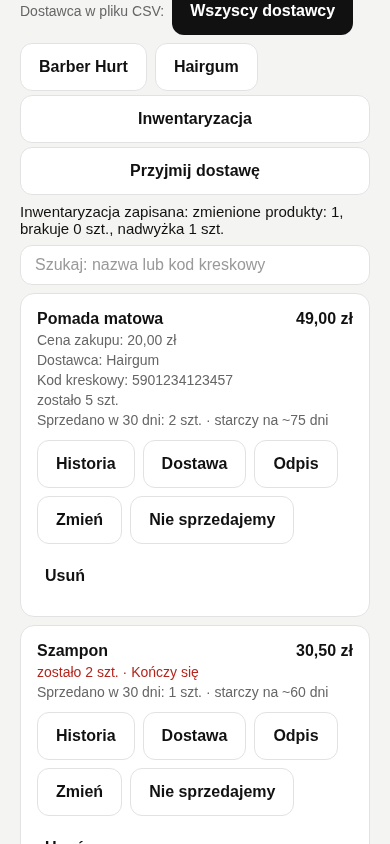 Dostawca w pliku CSV: Wszyscy dostawcy
Barber Hurt Hairgum
Inwentaryzacja
Przyjmij dostawę
Inwentaryzacja zapisana: zmienione produkty: 1,
brakuje 0 szt., nadwyżka 1 szt.
Szukaj: nazwa lub kod kreskowy
Pomada matowa 49,00 zł
Cena zakupu: 20,00 zł
Dostawca: Hairgum
Kod kreskowy: 5901234123457
zostało 5 szt.
Sprzedano w 30 dni: 2 szt. · starczy na ~75 dni
Historia Dostawa Odpis
Zmień Nie sprzedajemy
Usuń
Szampon 30,50 zł
zostało 2 szt. · Kończy się
Sprzedano w 30 dni: 1 szt. · starczy na ~60 dni
Historia Dostawa Odpis
Zmień Nie sprzedajemy